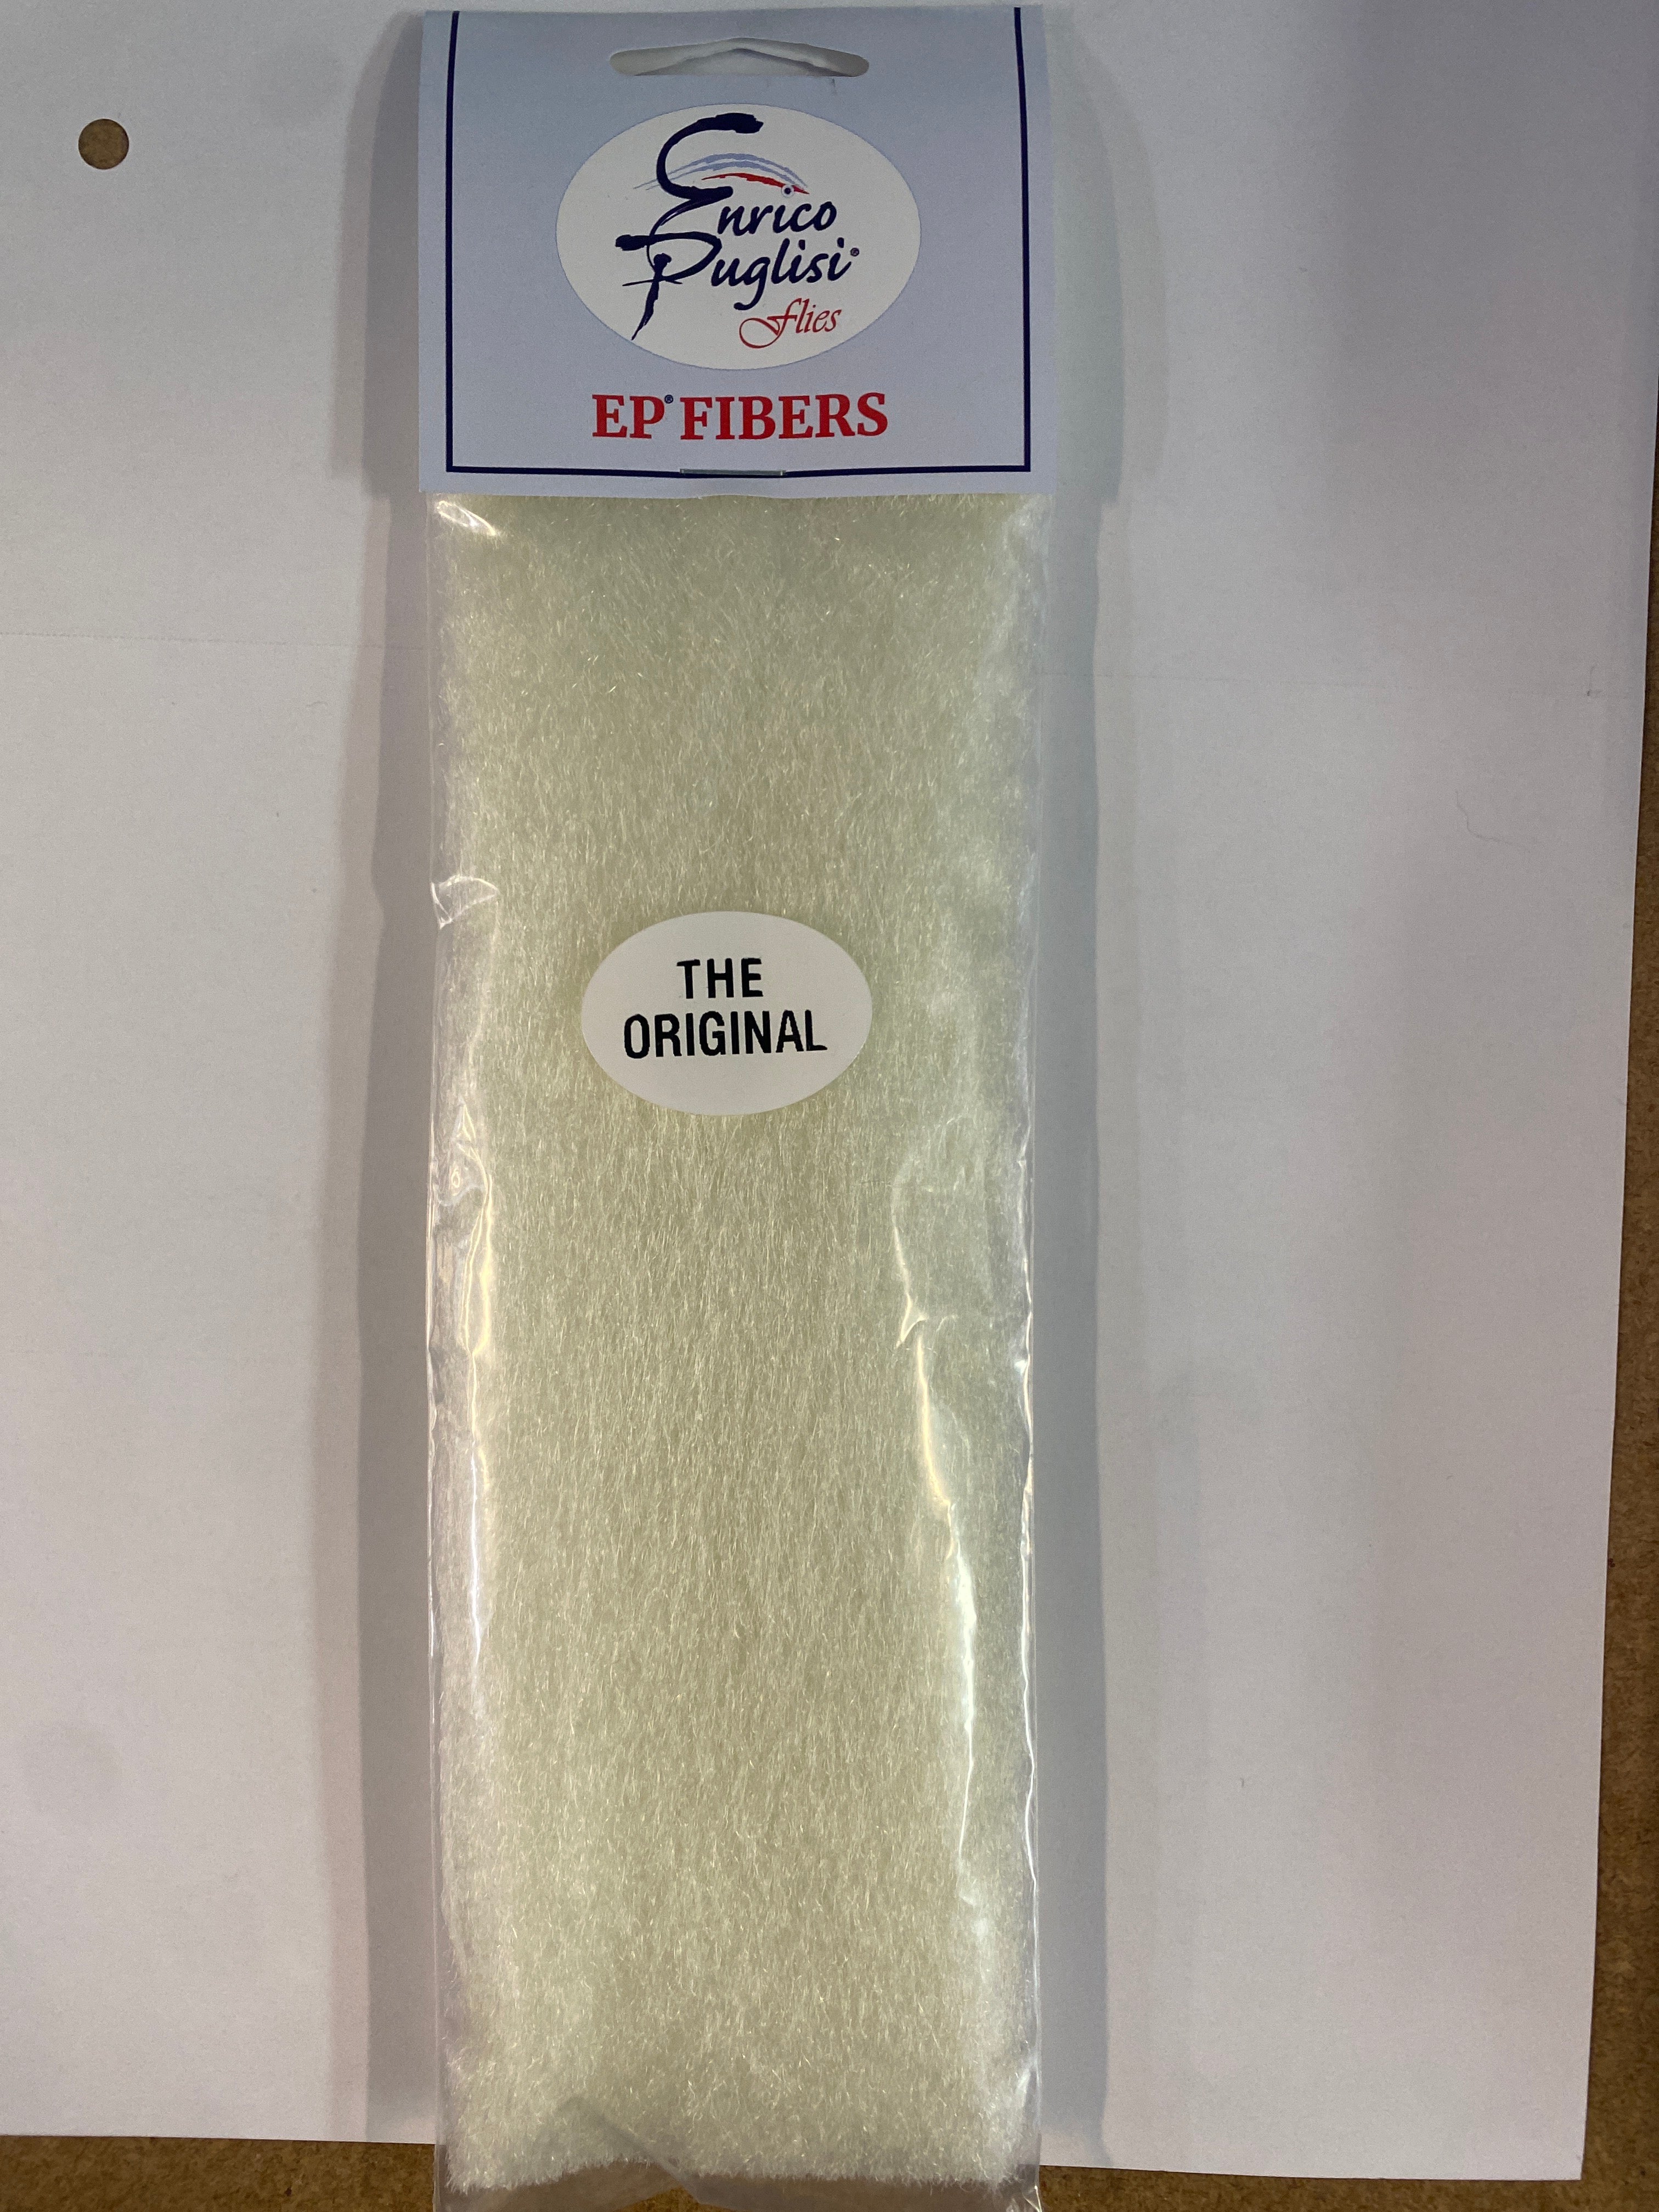 Enrico
Puglisi®
flies
EP® FIBERS
THE
ORIGINAL